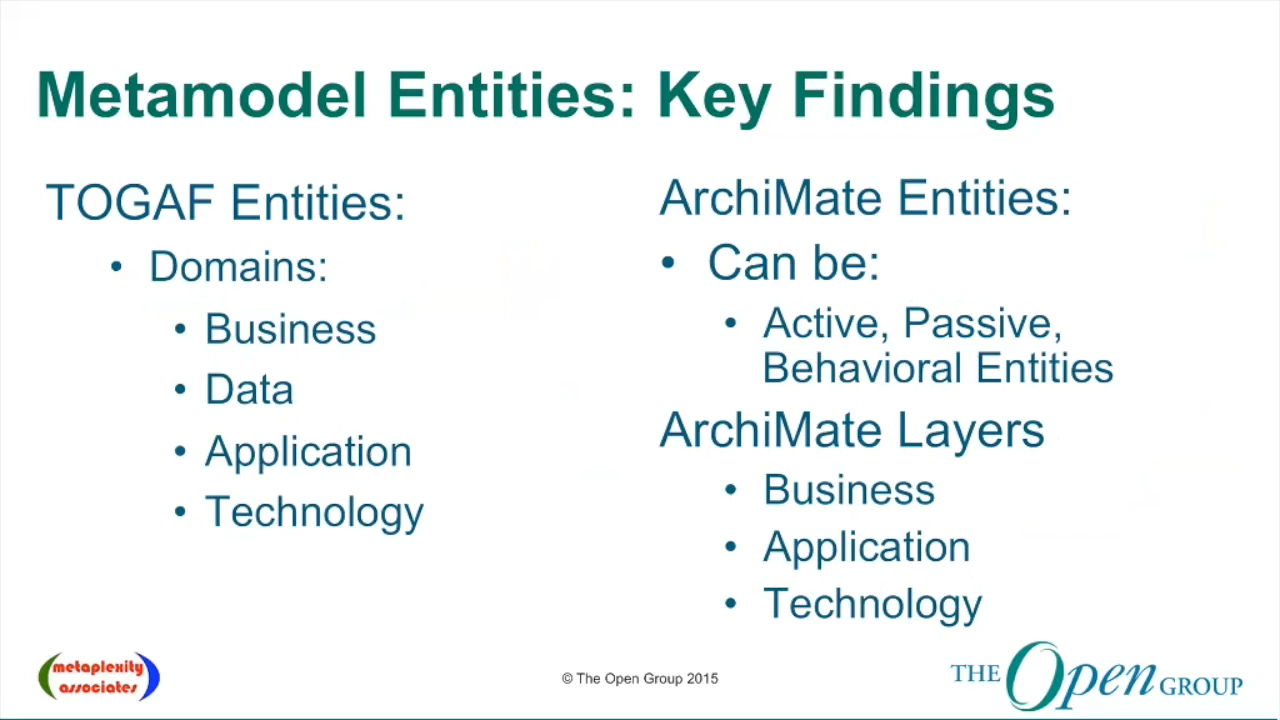 Metamodel Entities: Key Findings
TOGAF Entities:
• Domains:
• Business
• Data
• Application
• Technology
ArchiMate Entities:
• Can be:
• Active, Passive,
Behavioral Entities
ArchiMate Layers
• Business
• Application
• Technology
metaplexity
associates
© The Open Group 2015
THE Open GROUP